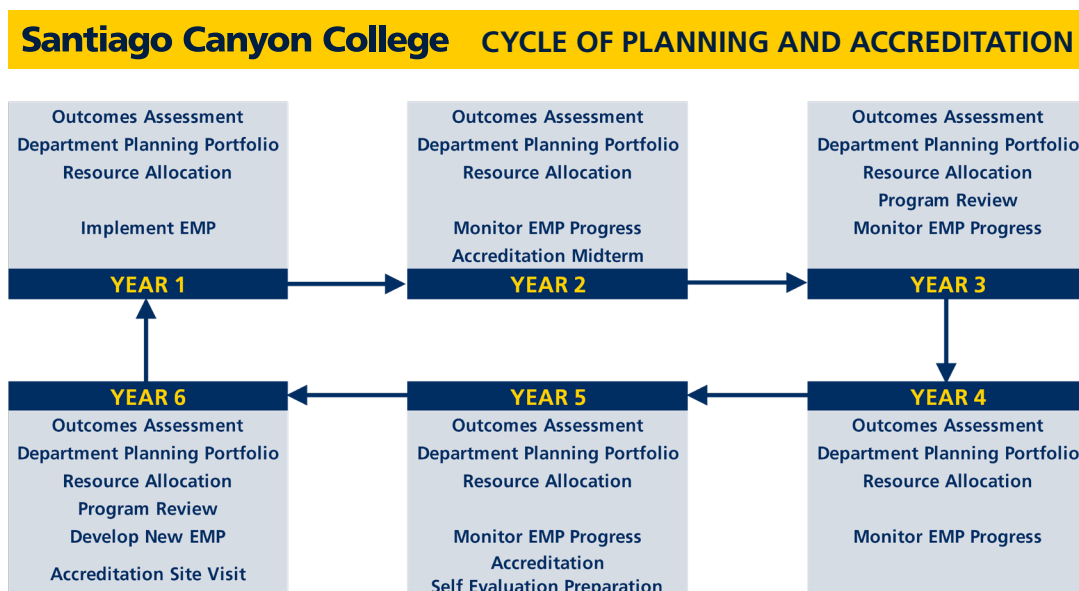 Santiago Canyon College CYCLE OF PLANNING AND ACCREDITATION
Outcomes Assessment
Department Planning Portfolio
Resource Allocation
Implement EMP
YEAR 1
Outcomes Assessment
Department Planning Portfolio
Resource Allocation
Monitor EMP Progress
Accreditation Midterm
YEAR 2
Outcomes Assessment
Department Planning Portfolio
Resource Allocation
Program Review
Monitor EMP Progress
YEAR 3
YEAR 4
Outcomes Assessment
Department Planning Portfolio
Resource Allocation
Monitor EMP Progress
YEAR 5
Outcomes Assessment
Department Planning Portfolio
Resource Allocation
Monitor EMP Progress
Accreditation
Self Evaluation Preparation
YEAR 6
Outcomes Assessment
Department Planning Portfolio
Resource Allocation
Program Review
Develop New EMP
Accreditation Site Visit